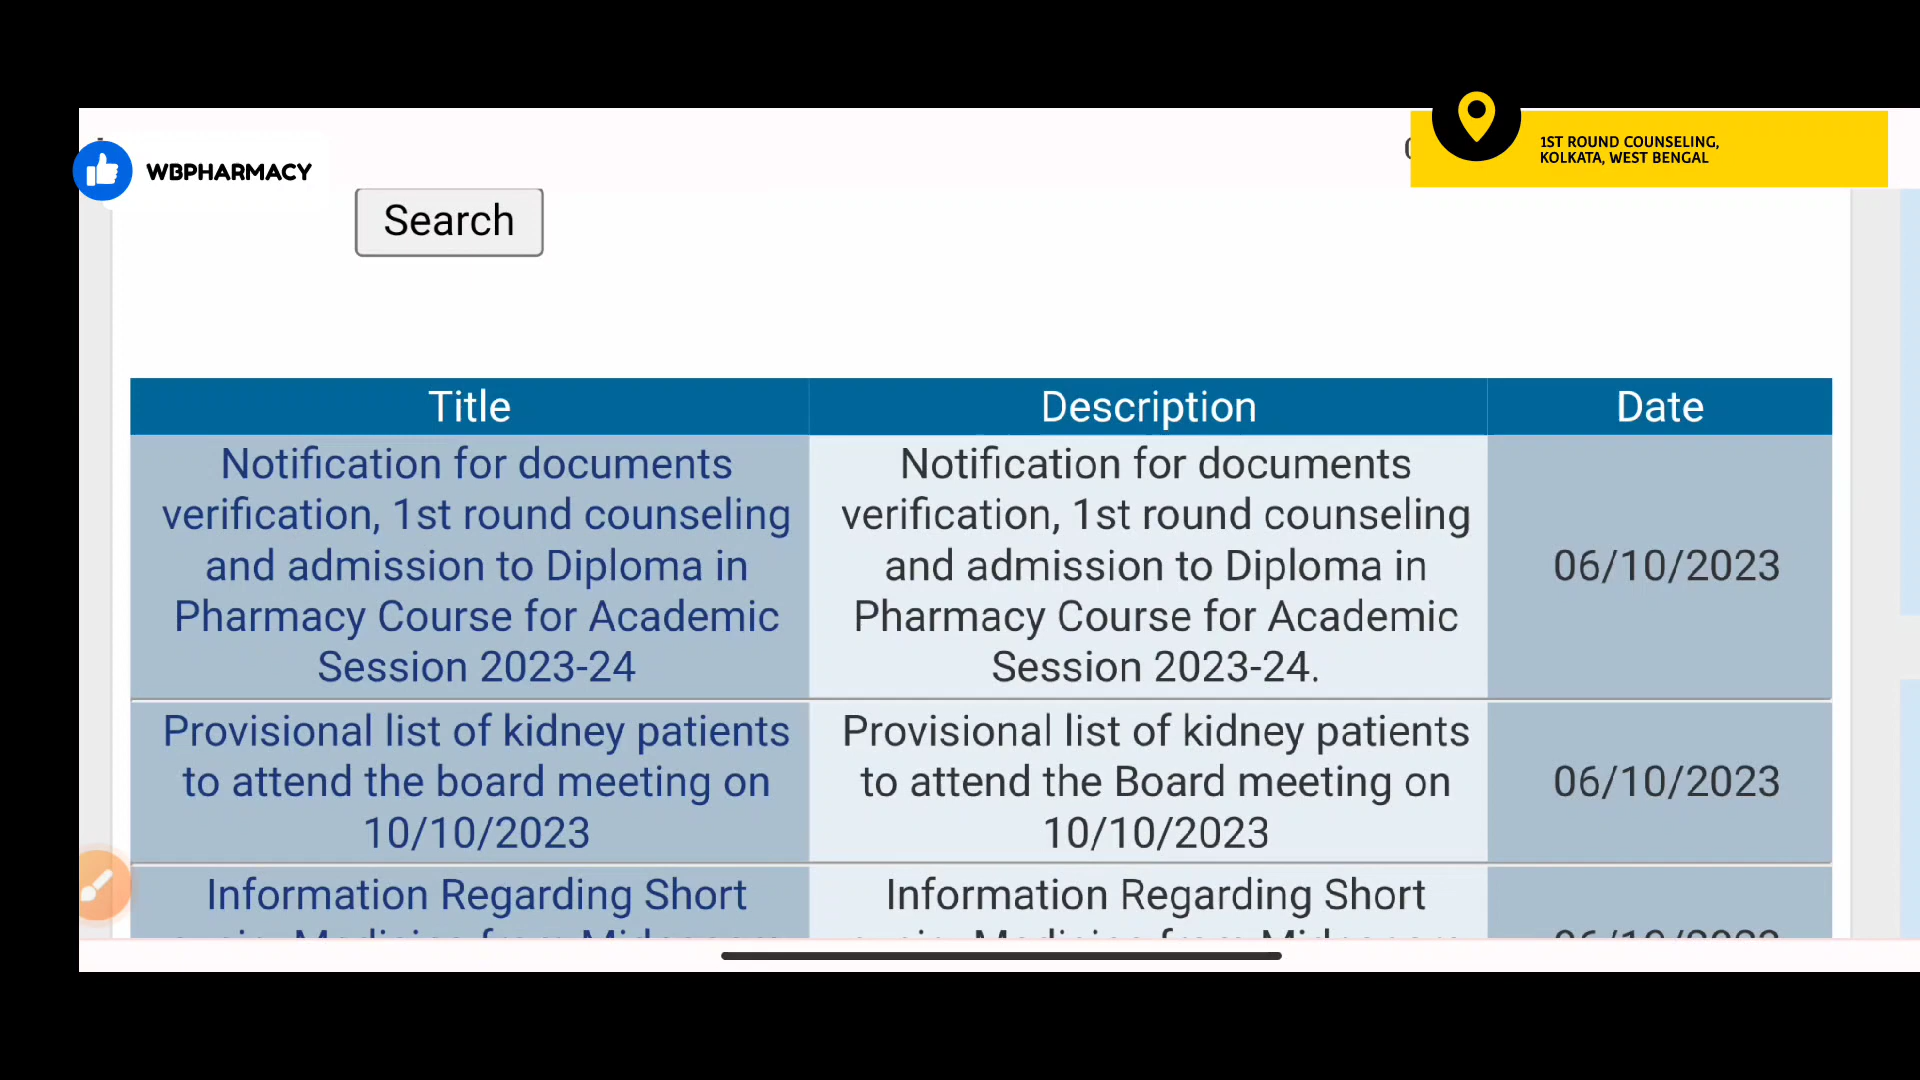 WBPHARMACY
1ST ROUND COUNSELING,
KOLKATA, WEST BENGAL
Search
Title Description Date
Notification for documents
verification, 1st round counseling
and admission to Diploma in
Pharmacy Course for Academic
Session 2023-24
Notification for documents
verification, 1st round counseling
and admission to Diploma in
Pharmacy Course for Academic
Session 2023-24.
06/10/2023
Provisional list of kidney patients
to attend the board meeting on
10/10/2023
Provisional list of kidney patients
to attend the Board meeting on
10/10/2023
06/10/2023
Information Regarding Short
Information Regarding Short